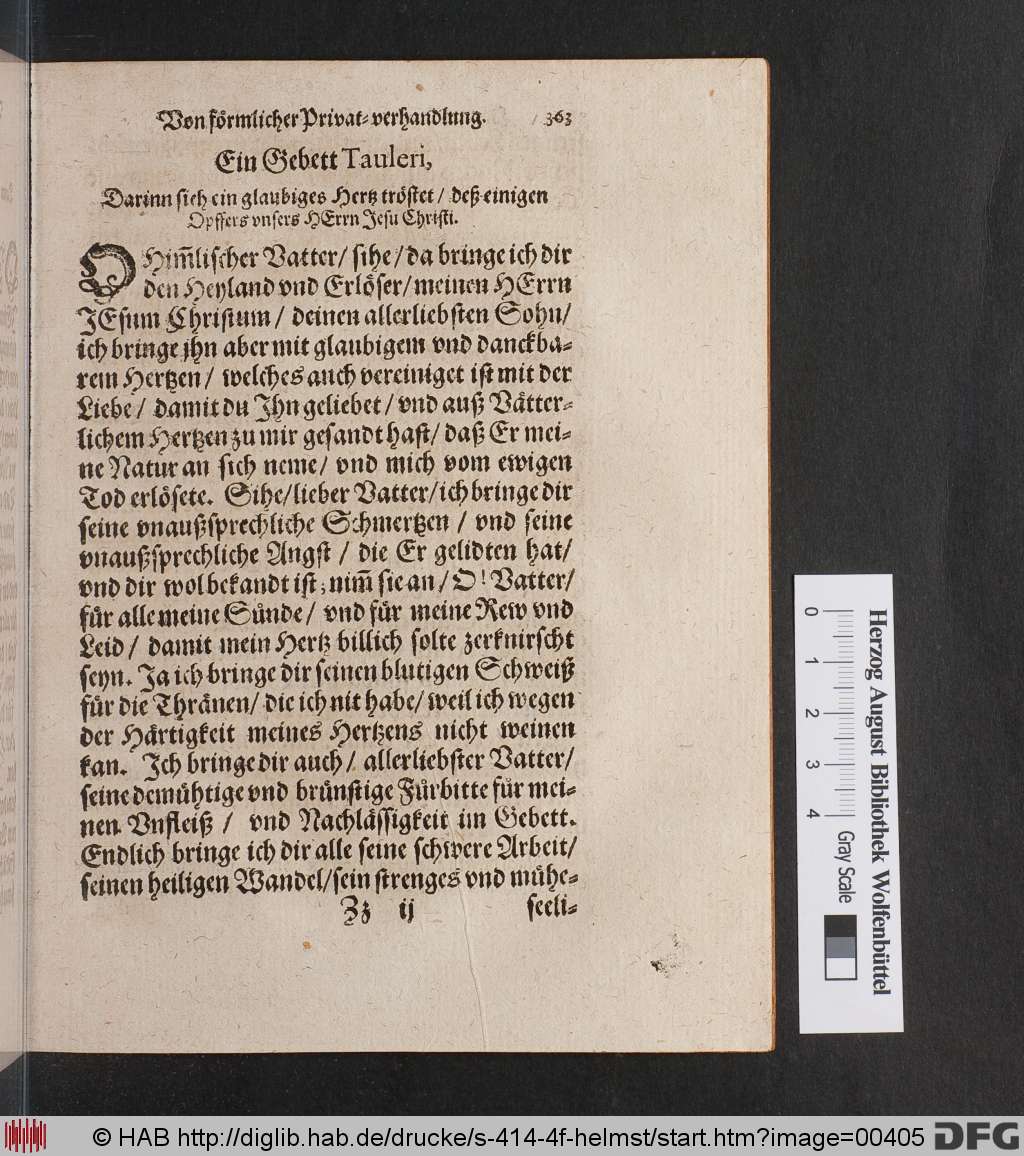 Von förmlicher Privat-verhandlung. 363
Ein Gebett Tauleri,
Darinn sich ein glaubiges Hertz tröstet / deß einigen
Opffers vnsers HErrn Jesu Christi.
O Him̃lischer Vatter / sihe / da bringe ich dir
den Heyland vnd Erlöser / meinen HErrn
JEsum Christum / deinen allerliebsten Sohn /
ich bringe jhn aber mit glaubigem vnd danckba-
rem Hertzen / welches auch vereiniget ist mit der
Liebe / damit du Ihn geliebet / vnd auß Vätter-
lichem Hertzen zu mir gesandt hast / daß Er mei-
ne Natur an sich neme / vnd mich vom ewigen
Tod erlösete. Sihe / lieber Vatter / ich bringe dir
seine vnaußsprechliche Schmertzen / vnd seine
vnaußsprechliche Angst / die Er gelidten hat /
vnd dir wol bekandt ist; nim̃ sie an / O! Vatter /
für alle meine Sünde / vnd für meine Rew vnd
Leid / damit mein Hertz billich solte zerknirscht
seyn. Ja ich bringe dir seinen blutigen Schweiß
für die Thränen / die ich nit habe / weil ich wegen
der Härtigkeit meines Hertzens nicht weinen
kan. Ich bringe dir auch / allerliebster Vatter /
seine demühtige vnd brünstige Fürbitte für mei-
nen Vnfleiß / vnd Nachlässigkeit im Gebett.
Endlich bringe ich dir alle seine schwere Arbeit /
seinen heiligen Wandel / sein strenges vnd mühe-
Zz ij seeli-
0 1 2 3 4
Gray Scale
Herzog August Bibliothek Wolfenbüttel
© HAB http://diglib.hab.de/drucke/s-414-4f-helmst/start.htm?image=00405 DFG